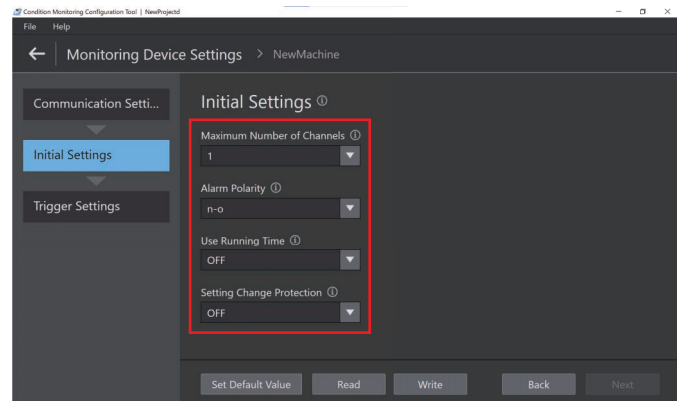 Condition Monitoring Configuration Tool | NewProjectd
File Help
Monitoring Device Settings > NewMachine
Communication Setti...
Initial Settings
Trigger Settings
Initial Settings
Maximum Number of Channels
1
Alarm Polarity
n-o
Use Running Time
OFF
Setting Change Protection
OFF
Set Default Value Read Write Back Next